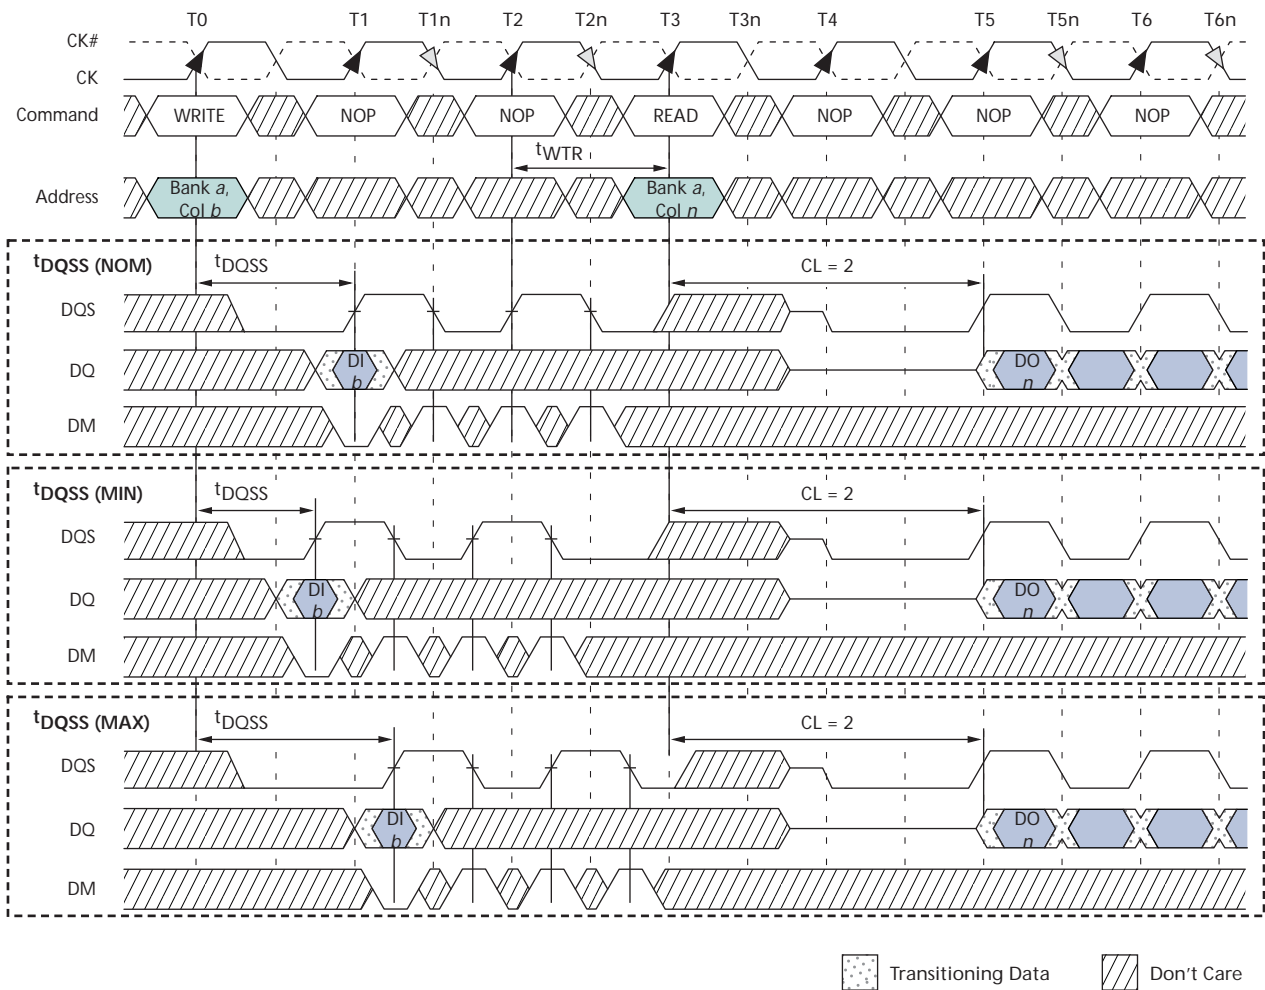 T0 T1 T1n T2 T2n T3 T3n T4 T5 T5n T6 T6n
CK#
CK
Command WRITE NOP NOP READ NOP NOP NOP
tWTR
Address Bank a, Col b Bank a, Col n
tDQSS (NOM) tDQSS CL = 2
DQS
DQ DI b DO n
DM
tDQSS (MIN) tDQSS CL = 2
DQS
DQ DI b DO n
DM
tDQSS (MAX) tDQSS CL = 2
DQS
DQ DI b DO n
DM
Transitioning Data Don't Care